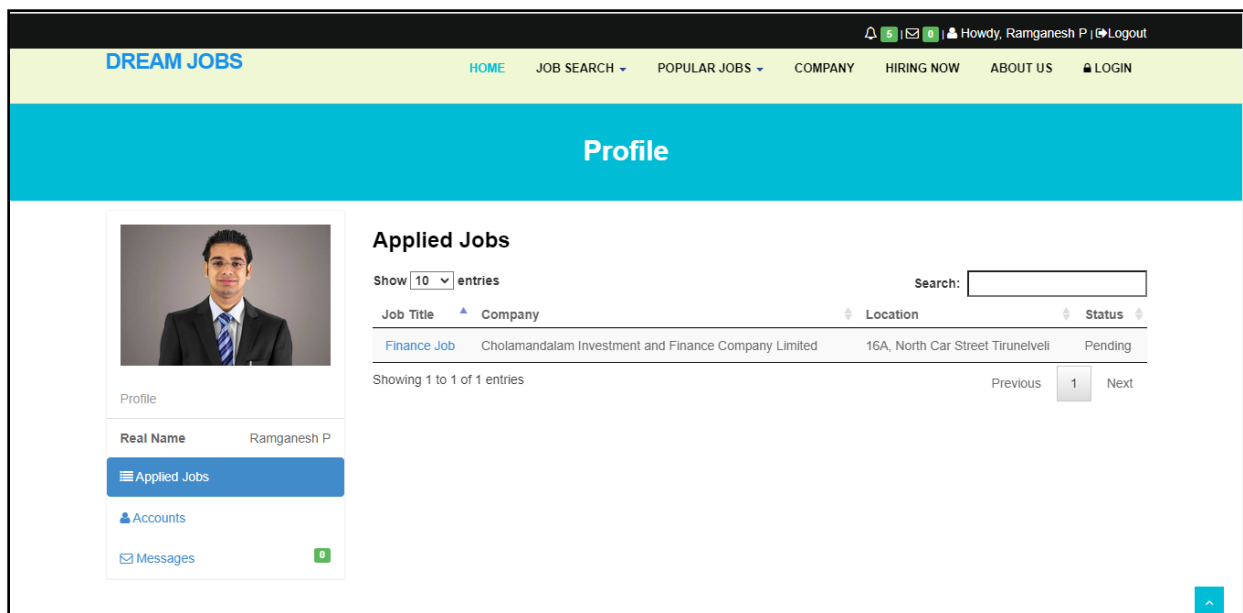 5 | 0 | Howdy, Ramganesh P | Logout
DREAM JOBS
HOME JOB SEARCH POPULAR JOBS COMPANY HIRING NOW ABOUT US LOGIN
Profile
Applied Jobs
Show 10 entries Search:
Job Title Company Location Status
Finance Job Cholamandalam Investment and Finance Company Limited 16A, North Car Street Tirunelveli Pending
Showing 1 to 1 of 1 entries Previous 1 Next
Profile
Real Name Ramganesh P
Applied Jobs
Accounts
Messages 0